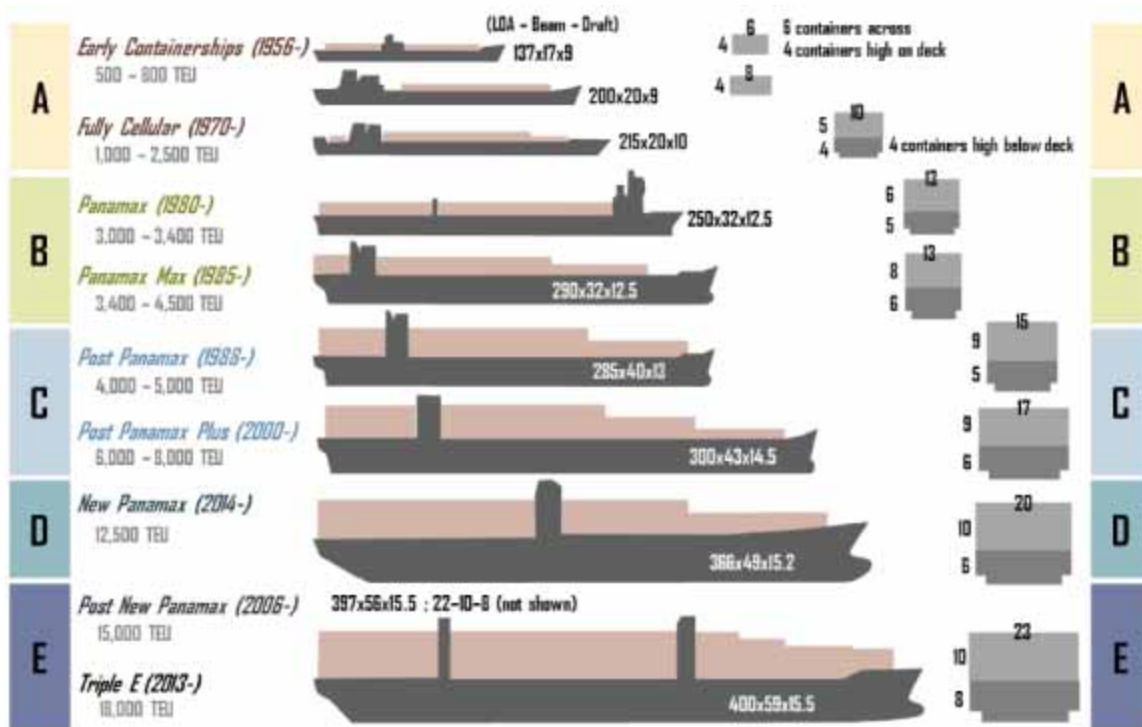 (LOA - Beam - Draft)
A
Early Containerships (1956-)
500 - 800 TEU
137x17x9
6
4
6 containers across
4 containers high on deck
A
200x20x9
8
4
Fully Cellular (1970-)
1,000 - 2,500 TEU
215x20x10
10
5
4
4 containers high below deck
B
Panamax (1980-)
3,000 - 3,400 TEU
250x32x12.5
13
6
5
B
Panamax Max (1985-)
3,400 - 4,500 TEU
290x32x12.5
13
8
6
C
Post Panamax (1988-)
4,000 - 5,000 TEU
285x40x13
15
9
5
C
Post Panamax Plus (2000-)
6,000 - 8,000 TEU
300x43x14.5
17
9
6
D
New Panamax (2014-)
12,500 TEU
366x49x15.2
20
10
6
D
E
Post New Panamax (2006-)
15,000 TEU
397x56x15.5 ; 22-10-8 (not shown)
E
Triple E (2013-)
18,000 TEU
400x59x15.5
23
10
8